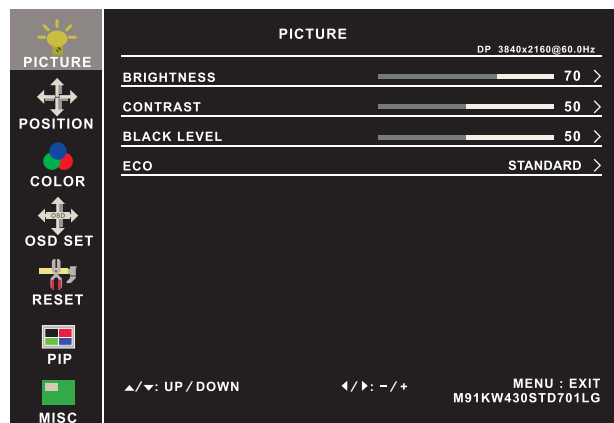 PICTURE
DP 3840x2160@60.0Hz
PICTURE
BRIGHTNESS 70
CONTRAST 50
POSITION
BLACK LEVEL 50
ECO STANDARD
COLOR
OSD
OSD SET
RESET
PIP
▲/▼: UP / DOWN ◀/▶: - / + MENU : EXIT
M91KW430STD701LG
MISC